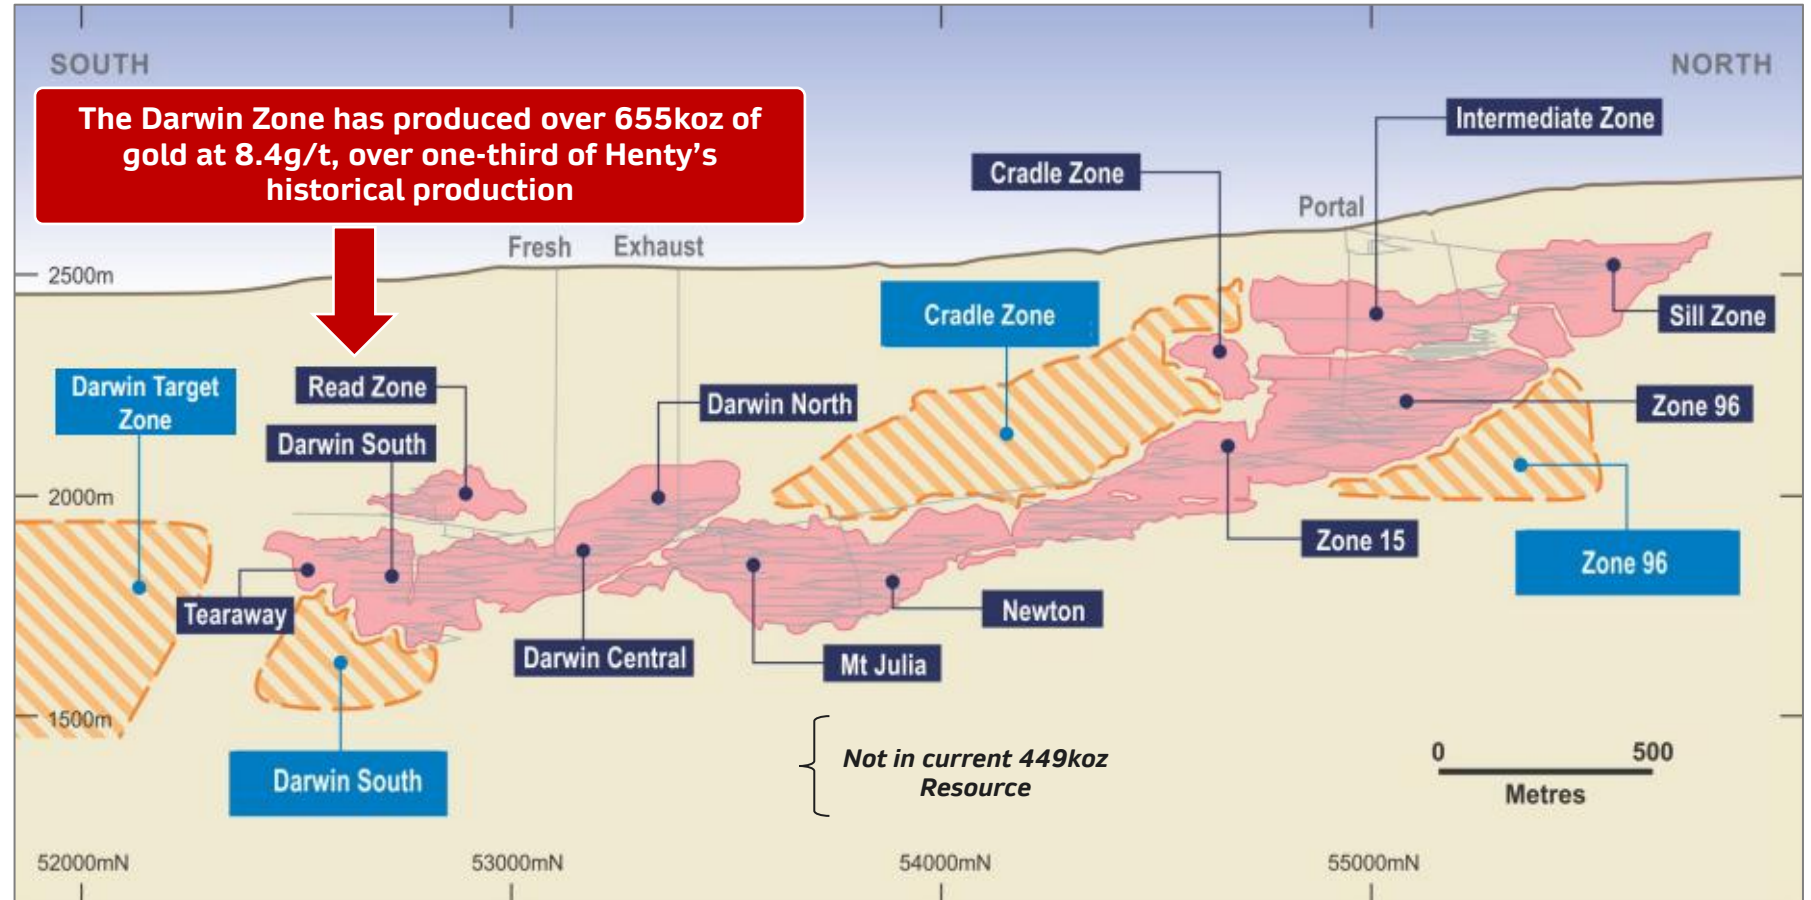 SOUTH
NORTH
The Darwin Zone has produced over 655koz of
gold at 8.4g/t, over one-third of Henty’s
historical production
Intermediate Zone
Cradle Zone
Portal
Fresh
Exhaust
2500m
Cradle Zone
Sill Zone
Darwin Target
Zone
Read Zone
Darwin North
Zone 96
Darwin South
2000m
Zone 15
Zone 96
Tearaway
Newton
Darwin Central
Mt Julia
1500m
Darwin South
Not in current 449koz
Resource
0
500
Metres
52000mN
53000mN
54000mN
55000mN